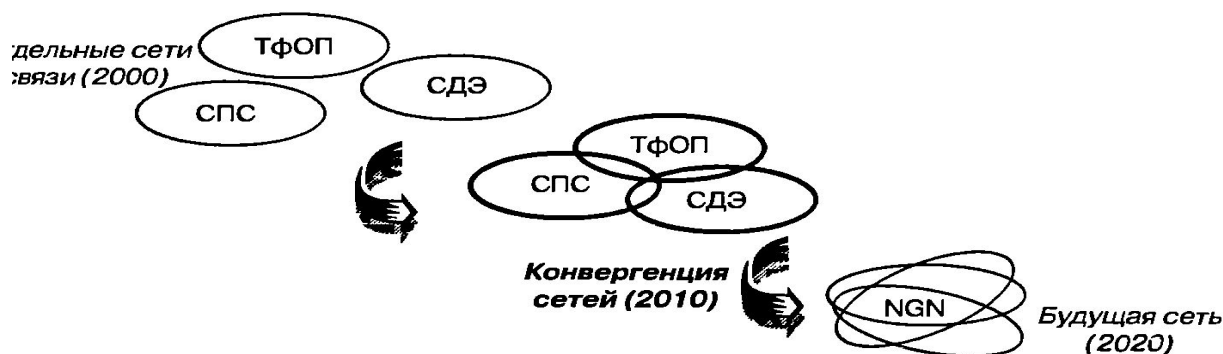 дельные сети
связи (2000)
ТфОП
СДЭ
СПС
ТфОП
СПС
СДЭ
Конвергенция
сетей (2010)
NGN
Будущая сеть
(2020)